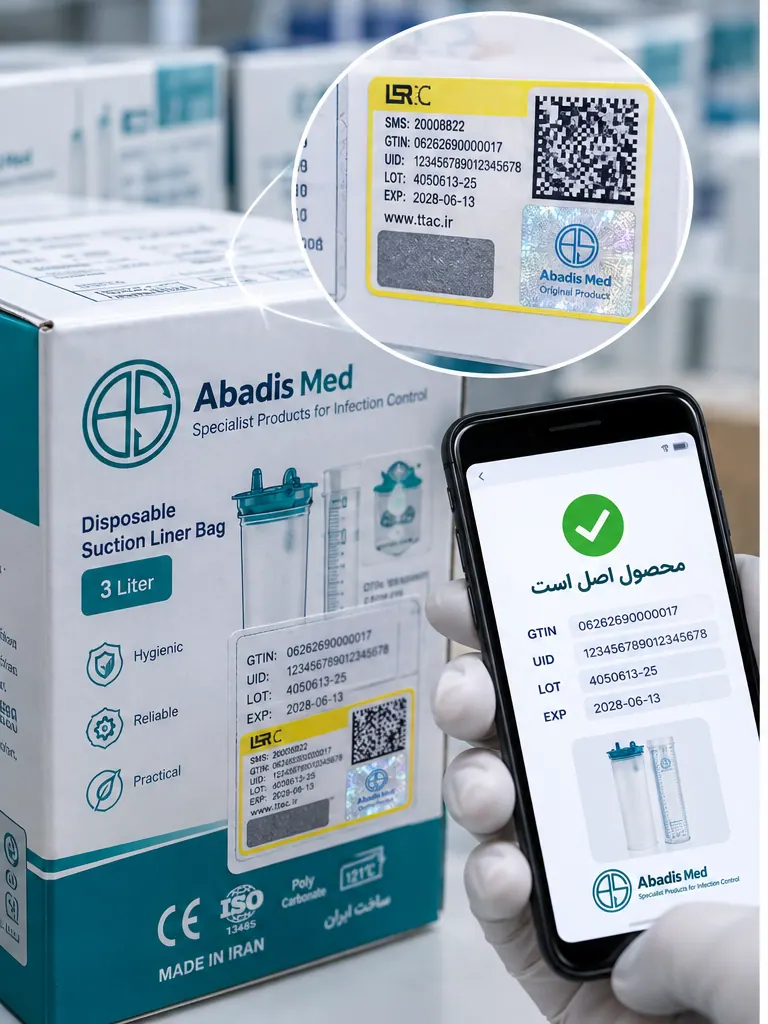 LSR:C
SMS: 20008822
GTIN: 06262690000017
UID: 123456789012345678
LOT: 4050613-25
EXP: 2028-06-13
www.ttac.ir
Abadis Med
Original Product
Abadis Med
Specialist Products for Infection Control
Disposable
Suction Liner Bag
3 Liter
Hygienic
Reliable
Practical
GTIN: 06262690000017
UID: 123456789012345678
LOT: 4050613-25
EXP: 2028-06-13
SMS: 20008822
UID: 123456789012345678
LOT: 4050613-25
EXP: 2028-06-13
www.ttac.ir
CE
ISO
13485
Poly
Carbonate
121°C
ساخت ایران
MADE IN IRAN
محصول اصل است
GTIN 06262690000017
UID 123456789012345678
LOT 4050613-25
EXP 2028-06-13
Abadis Med
Specialist Products for Infection Control